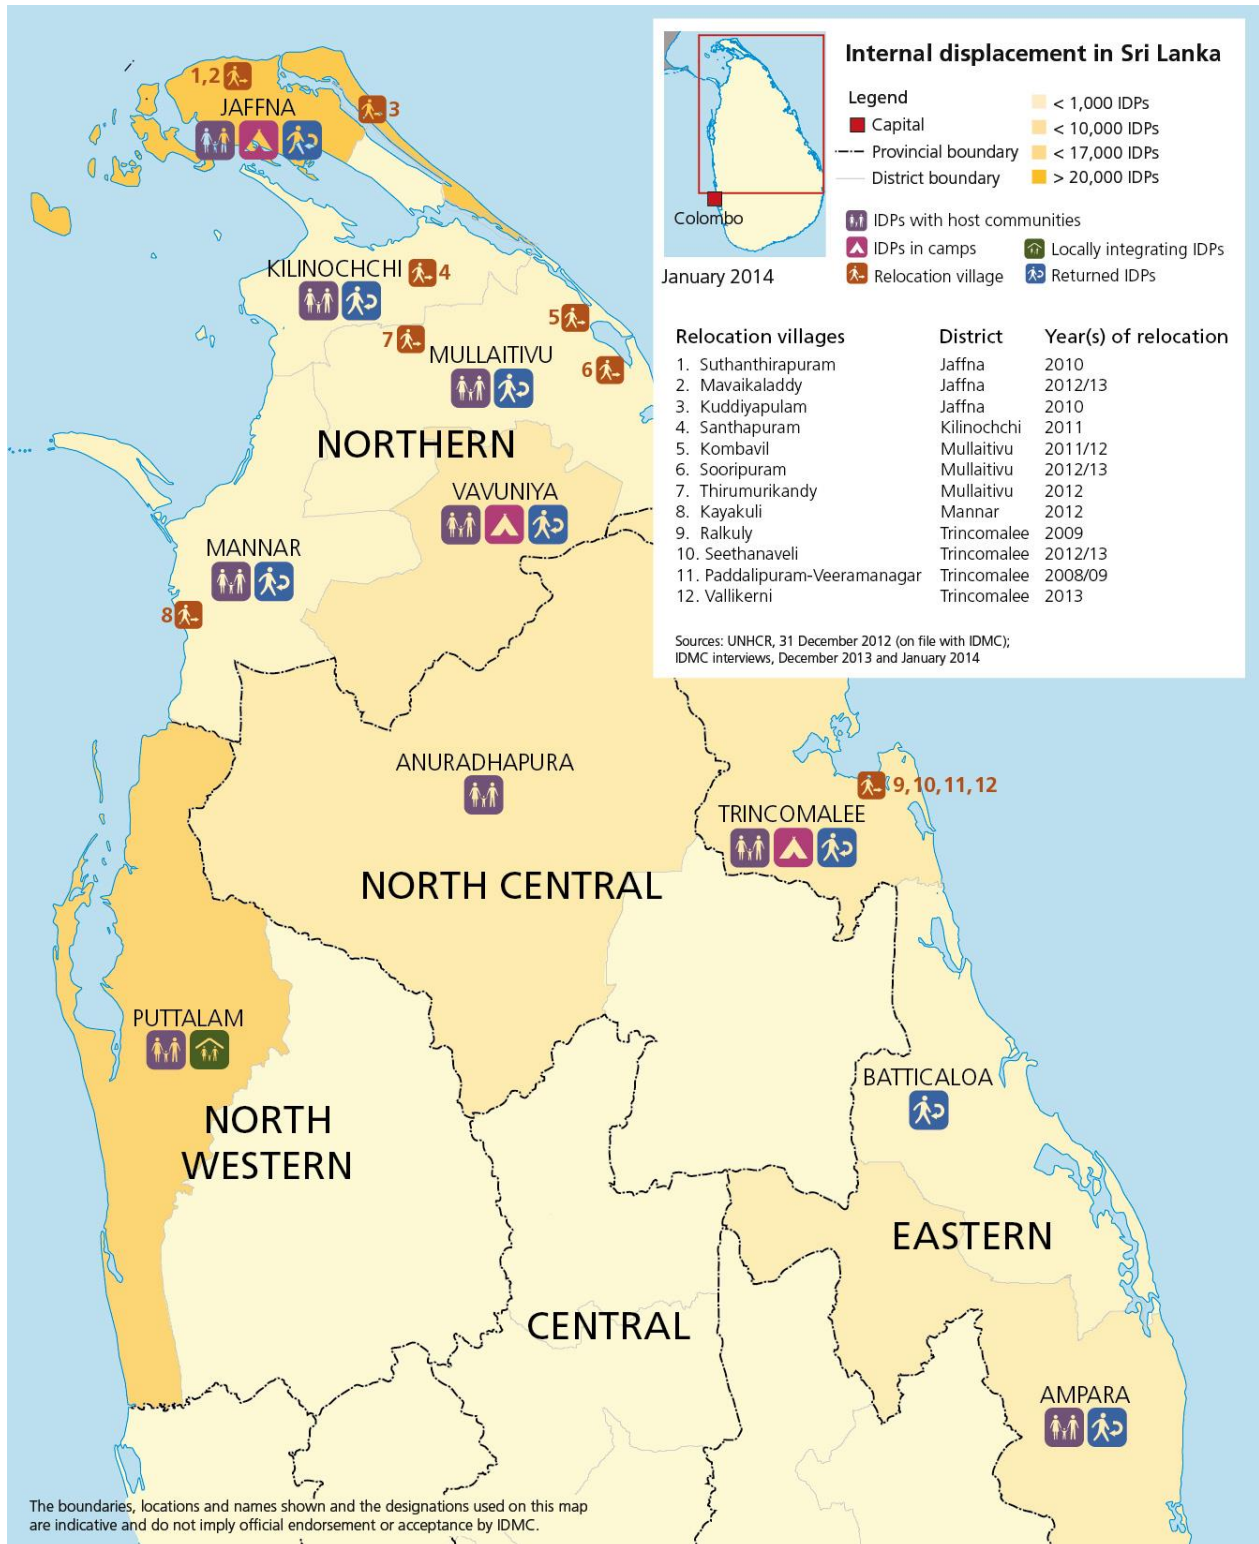 Internal displacement in Sri Lanka
Legend
Capital
Provincial boundary
District boundary
< 1,000 IDPs
< 10,000 IDPs
< 17,000 IDPs
> 20,000 IDPs
IDPs with host communities
IDPs in camps
Locally integrating IDPs
Relocation village
Returned IDPs
Colombo
January 2014
Relocation villages District Year(s) of relocation
1. Suthanthirapuram Jaffna 2010
2. Mavaikaladdy Jaffna 2012/13
3. Kuddiyapulam Jaffna 2010
4. Santhapuram Kilinochchi 2011
5. Kombavil Mullaitivu 2011/12
6. Sooripuram Mullaitivu 2012/13
7. Thirumurikandy Mullaitivu 2012
8. Kayakuli Mannar 2012
9. Ralkuly Trincomalee 2009
10. Seethanaveli Trincomalee 2012/13
11. Paddalipuram-Veeramanagar Trincomalee 2008/09
12. Vallikerni Trincomalee 2013
Sources: UNHCR, 31 December 2012 (on file with IDMC);
IDMC interviews, December 2013 and January 2014
1,2
JAFFNA
3
KILINOCHCHI
4
5
7
MULLAITIVU
6
NORTHERN
VAVUNIYA
MANNAR
8
ANURADHAPURA
9,10,11,12
TRINCOMALEE
NORTH CENTRAL
PUTTALAM
BATTICALOA
NORTH
WESTERN
EASTERN
CENTRAL
AMPARA
The boundaries, locations and names shown and the designations used on this map
are indicative and do not imply official endorsement or acceptance by IDMC.